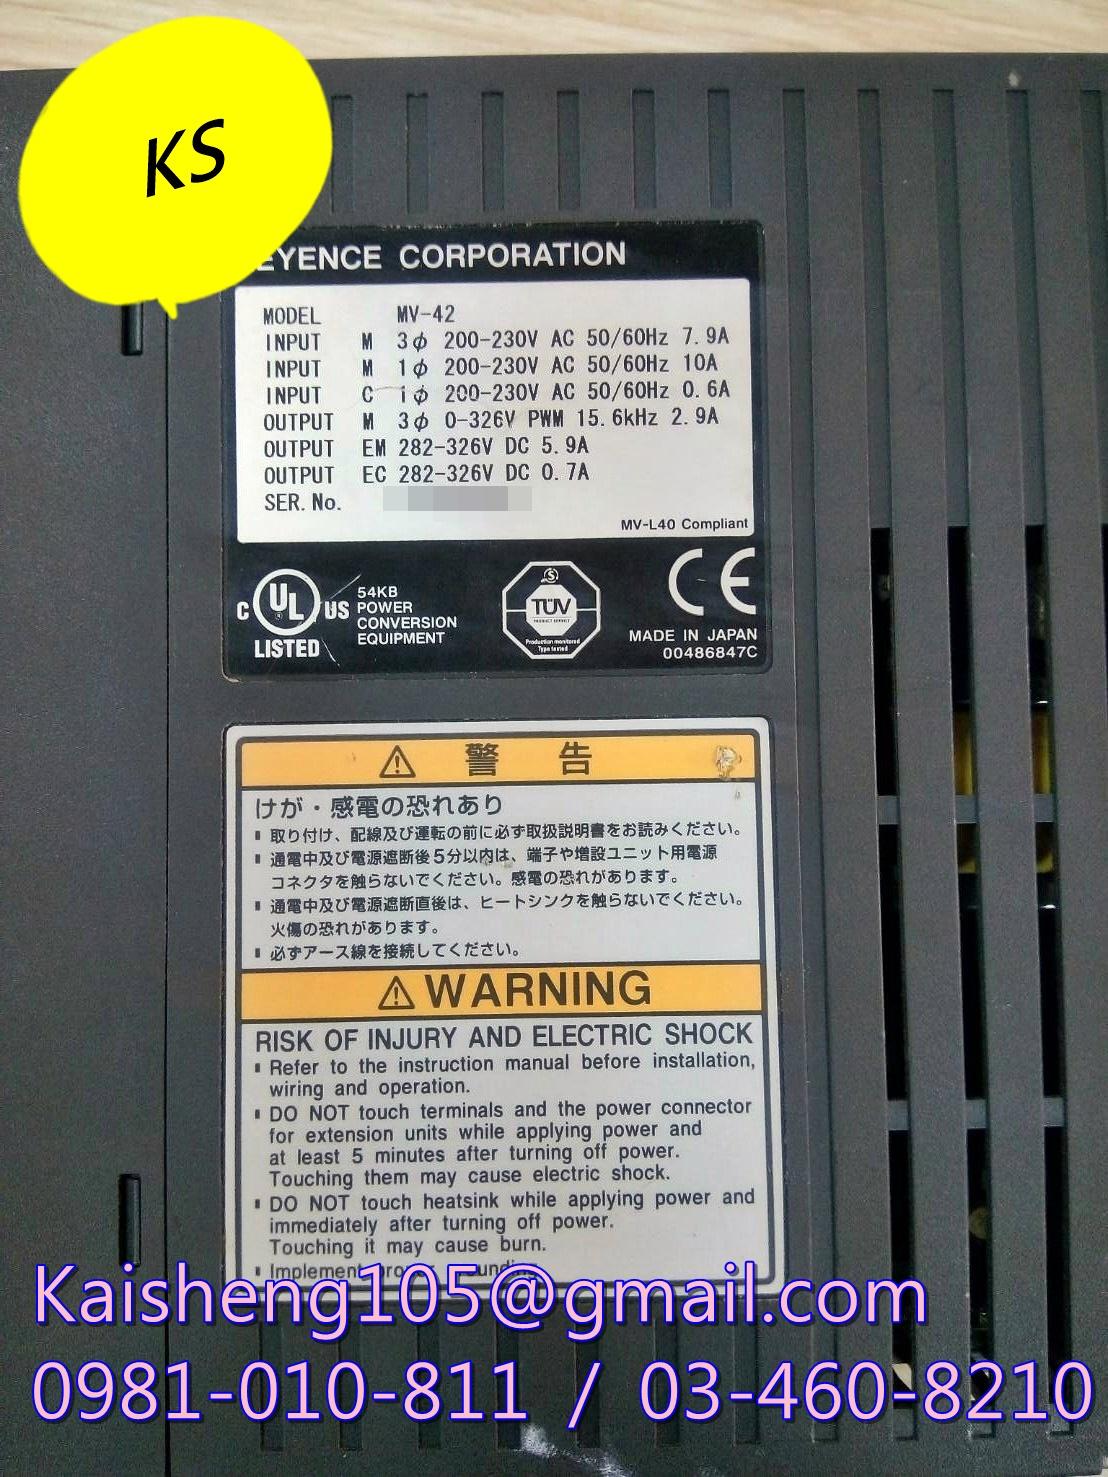 KS
EYENCE CORPORATION
MODEL MV-42
INPUT M 3φ 200-230V AC 50/60Hz 7.9A
INPUT M 1φ 200-230V AC 50/60Hz 10A
INPUT C 1φ 200-230V AC 50/60Hz 0.6A
OUTPUT M 3φ 0-326V PWM 15.6kHz 2.9A
OUTPUT EM 282-326V DC 5.9A
OUTPUT EC 282-326V DC 0.7A
SER. No.
MV-L40 Compliant
C UL US
LISTED
54KB
POWER
CONVERSION
EQUIPMENT
S
TÜV
PRODUCT SERVICE
Production monitored
Type tested
CE
MADE IN JAPAN
00486847C
⚠ 警 告
けが・感電の恐れあり
▪ 取り付け、配線及び運転の前に必ず取扱説明書をお読みください。
▪ 通電中及び電源遮断後5分以内は、端子や増設ユニット用電源
コネクタを触らないでください。感電の恐れがあります。
▪ 通電中及び電源遮断直後は、ヒートシンクを触らないでください。
火傷の恐れがあります。
▪ 必ずアース線を接続してください。
⚠ WARNING
RISK OF INJURY AND ELECTRIC SHOCK
▪ Refer to the instruction manual before installation,
wiring and operation.
▪ DO NOT touch terminals and the power connector
for extension units while applying power and
at least 5 minutes after turning off power.
Touching them may cause electric shock.
▪ DO NOT touch heatsink while applying power and
immediately after turning off power.
Touching it may cause burn.
▪ Implement proper grounding.
Kaisheng105@gmail.com
0981-010-811 / 03-460-8210